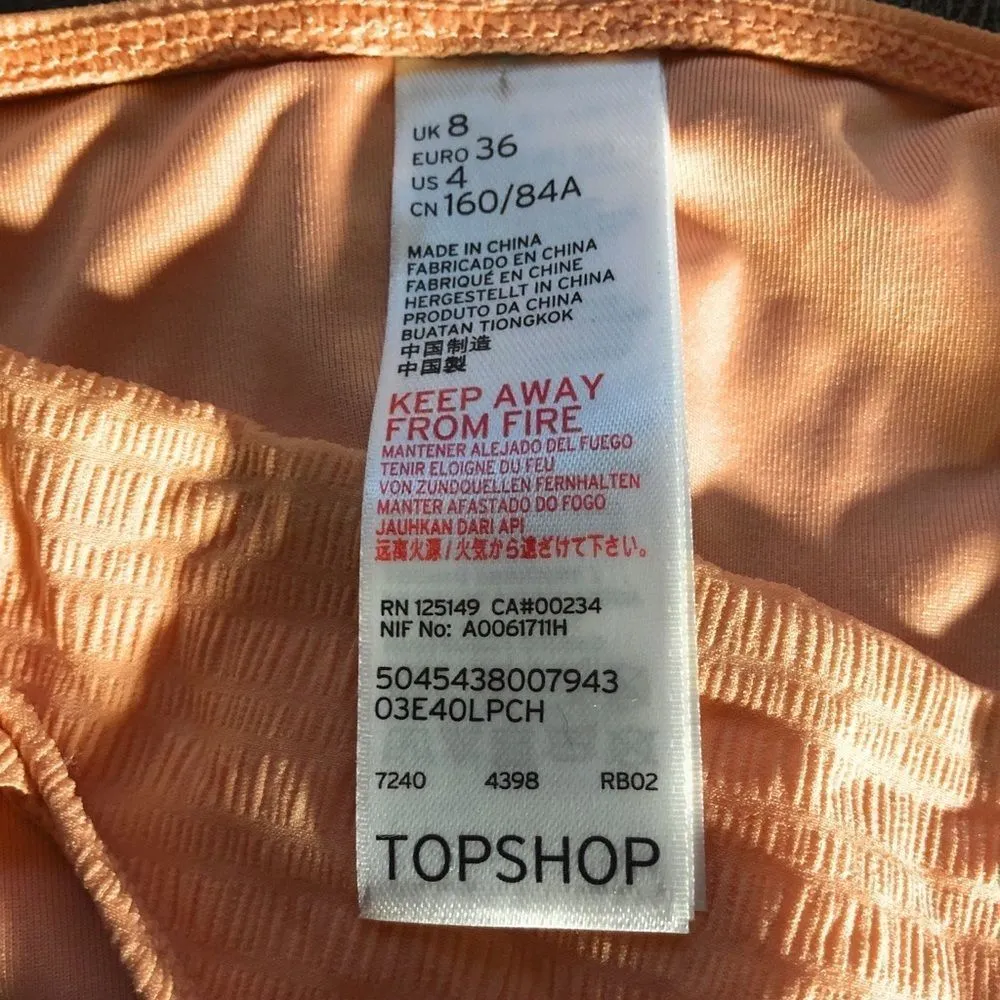 UK 8
EURO 36
US 4
CN 160/84A
MADE IN CHINA
FABRICADO EN CHINA
FABRIQUÉ EN CHINE
HERGESTELLT IN CHINA
PRODUTO DA CHINA
BUATAN TIONGKOK
中国制造
中国製
KEEP AWAY
FROM FIRE
MANTENER ALEJADO DEL FUEGO
TENIR ELOIGNE DU FEU
VON ZUNDQUELLEN FERNHALTEN
MANTER AFASTADO DO FOGO
JAUHKAN DARI API
远离火源 / 火気から遠ざけて下さい。
RN 125149 CA#00234
NIF No: A0061711H
5045438007943
03E40LPCH
7240 4398 RB02
TOPSHOP